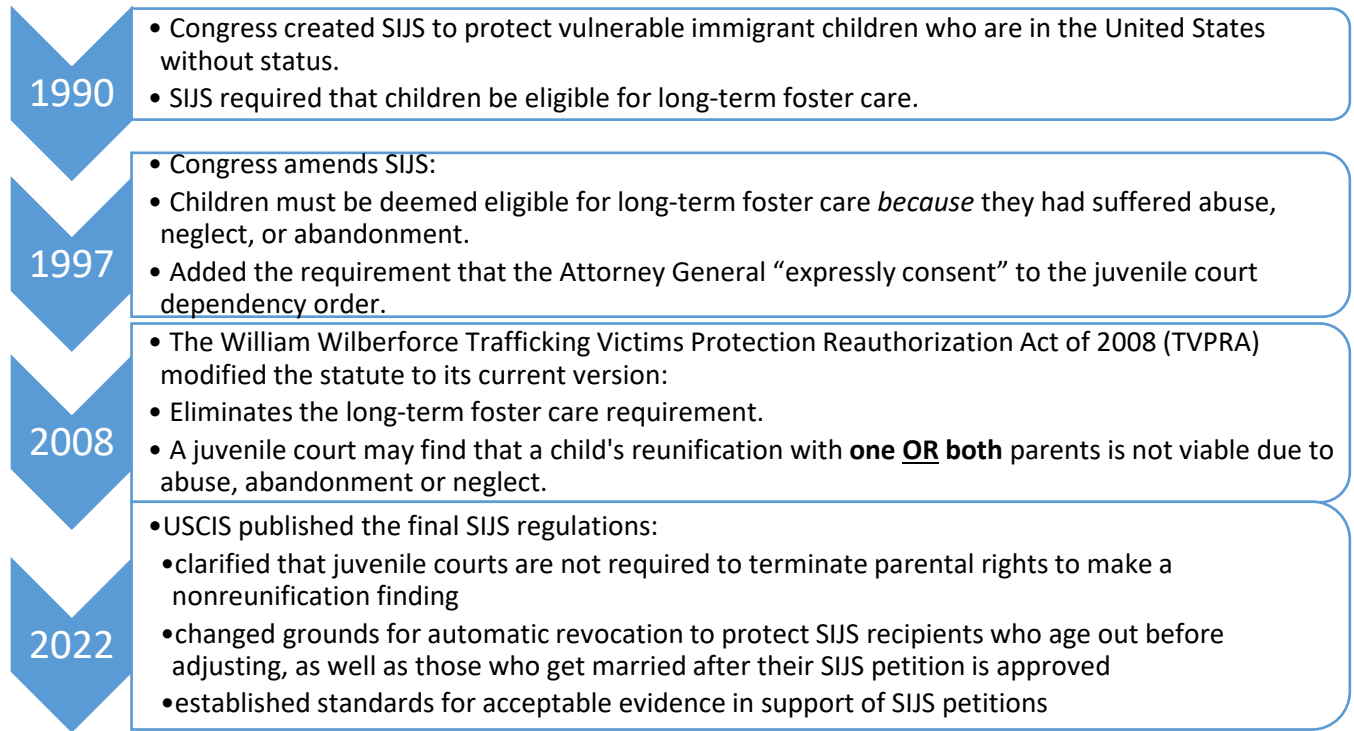 1990
• Congress created SIJS to protect vulnerable immigrant children who are in the United States
without status.
• SIJS required that children be eligible for long-term foster care.
1997
• Congress amends SIJS:
• Children must be deemed eligible for long-term foster care because they had suffered abuse,
neglect, or abandonment.
• Added the requirement that the Attorney General “expressly consent” to the juvenile court
dependency order.
2008
• The William Wilberforce Trafficking Victims Protection Reauthorization Act of 2008 (TVPRA)
modified the statute to its current version:
• Eliminates the long-term foster care requirement.
• A juvenile court may find that a child's reunification with one OR both parents is not viable due to
abuse, abandonment or neglect.
2022
•USCIS published the final SIJS regulations:
•clarified that juvenile courts are not required to terminate parental rights to make a
nonreunification finding
•changed grounds for automatic revocation to protect SIJS recipients who age out before
adjusting, as well as those who get married after their SIJS petition is approved
•established standards for acceptable evidence in support of SIJS petitions